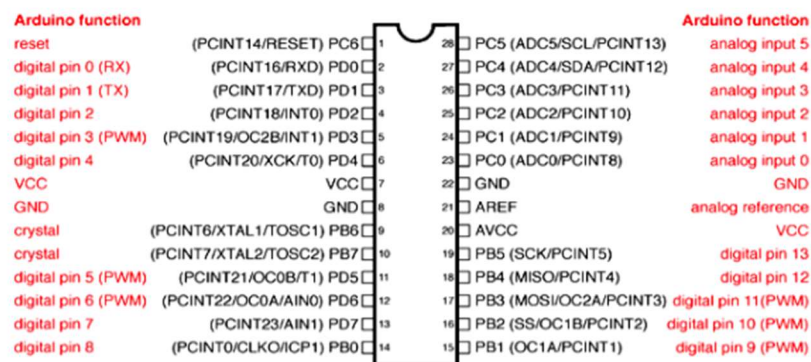 Arduino function Arduino function
reset (PCINT14/RESET) PC6 1 28 PC5 (ADC5/SCL/PCINT13) analog input 5
digital pin 0 (RX) (PCINT16/RXD) PD0 2 27 PC4 (ADC4/SDA/PCINT12) analog input 4
digital pin 1 (TX) (PCINT17/TXD) PD1 3 26 PC3 (ADC3/PCINT11) analog input 3
digital pin 2 (PCINT18/INT0) PD2 4 25 PC2 (ADC2/PCINT10) analog input 2
digital pin 3 (PWM) (PCINT19/OC2B/INT1) PD3 5 24 PC1 (ADC1/PCINT9) analog input 1
digital pin 4 (PCINT20/XCK/T0) PD4 6 23 PC0 (ADC0/PCINT8) analog input 0
VCC VCC 7 22 GND GND
GND GND 8 21 AREF analog reference
crystal (PCINT6/XTAL1/TOSC1) PB6 9 20 AVCC VCC
crystal (PCINT7/XTAL2/TOSC2) PB7 10 19 PB5 (SCK/PCINT5) digital pin 13
digital pin 5 (PWM) (PCINT21/OC0B/T1) PD5 11 18 PB4 (MISO/PCINT4) digital pin 12
digital pin 6 (PWM) (PCINT22/OC0A/AIN0) PD6 12 17 PB3 (MOSI/OC2A/PCINT3) digital pin 11(PWM)
digital pin 7 (PCINT23/AIN1) PD7 13 16 PB2 (SS/OC1B/PCINT2) digital pin 10 (PWM)
digital pin 8 (PCINT0/CLKO/ICP1) PB0 14 15 PB1 (OC1A/PCINT1) digital pin 9 (PWM)